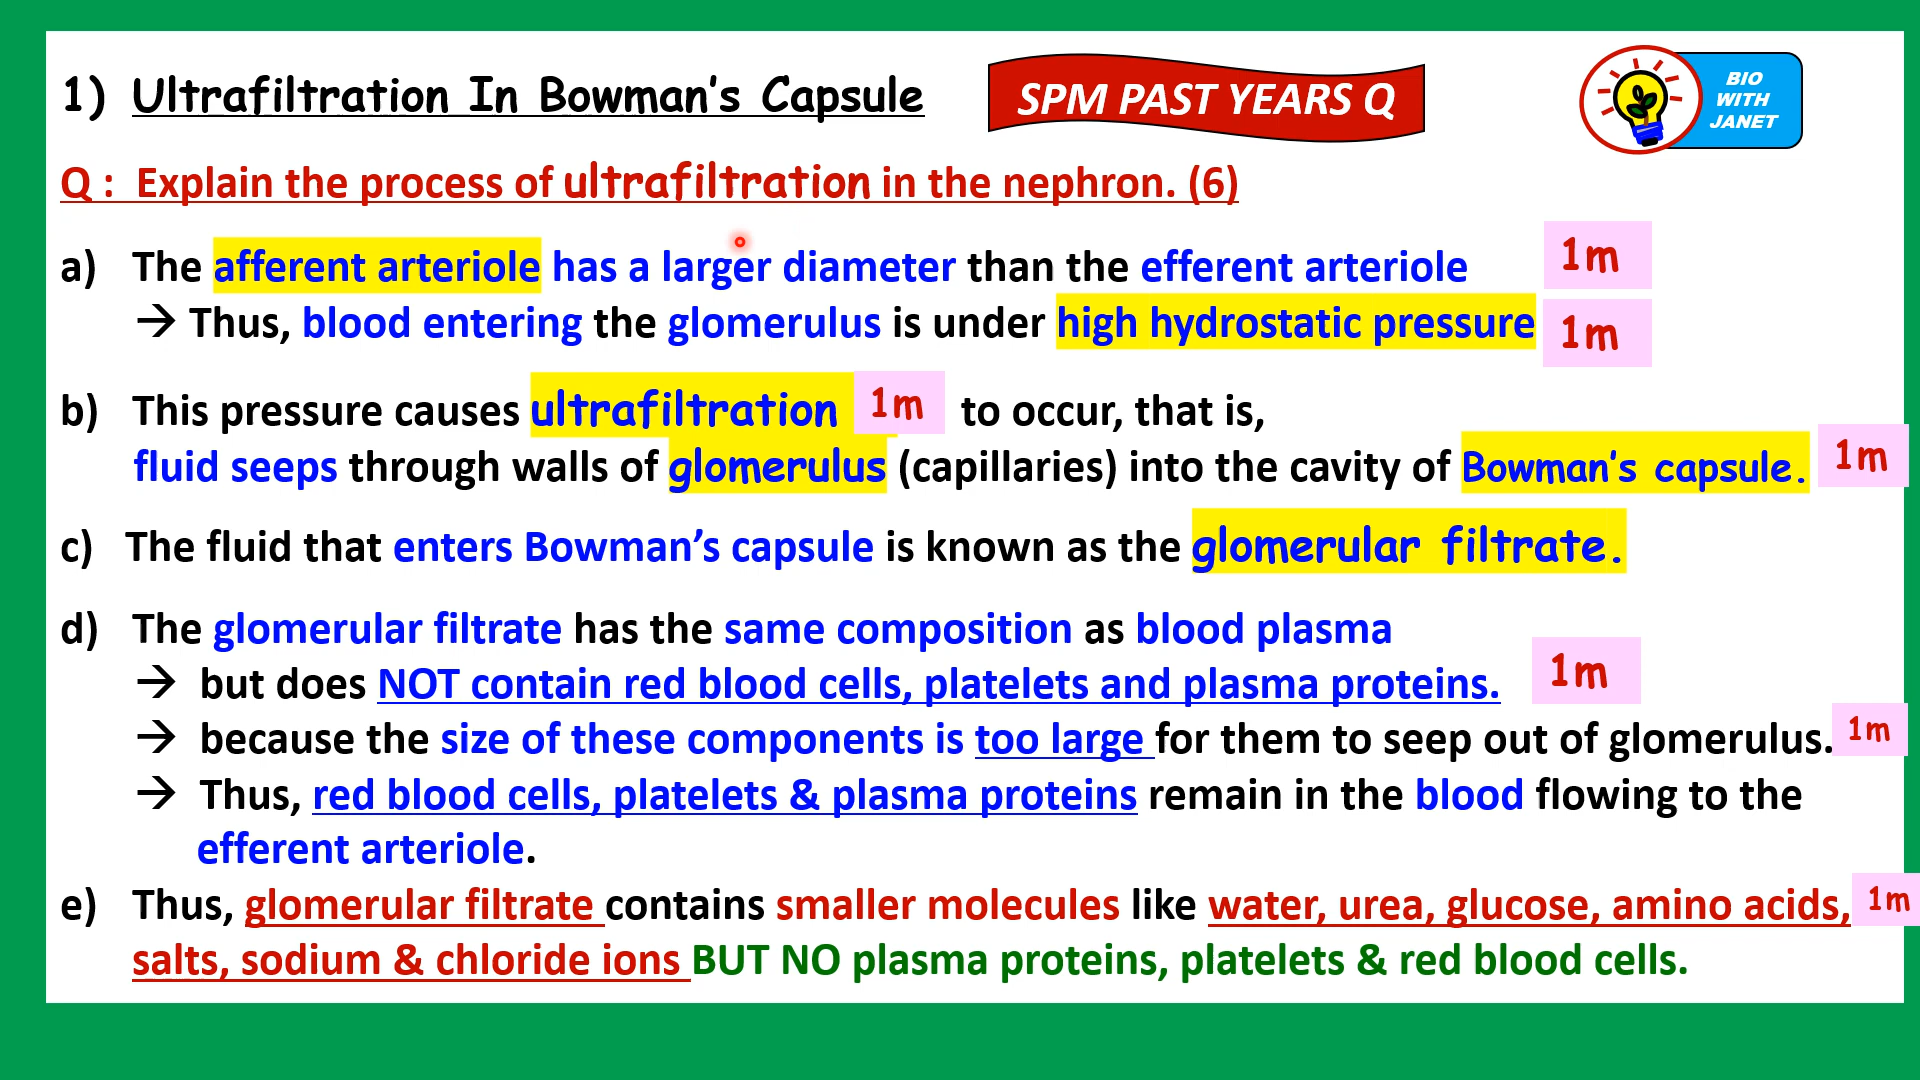 1) Ultrafiltration In Bowman's Capsule
SPM PAST YEARS Q
BIO
WITH
JANET
Q : Explain the process of ultrafiltration in the nephron. (6)
a) The afferent arteriole has a larger diameter than the efferent arteriole 1m
→ Thus, blood entering the glomerulus is under high hydrostatic pressure 1m
b) This pressure causes ultrafiltration 1m to occur, that is,
fluid seeps through walls of glomerulus (capillaries) into the cavity of Bowman's capsule. 1m
c) The fluid that enters Bowman’s capsule is known as the glomerular filtrate.
d) The glomerular filtrate has the same composition as blood plasma
→ but does NOT contain red blood cells, platelets and plasma proteins. 1m
→ because the size of these components is too large for them to seep out of glomerulus. 1m
→ Thus, red blood cells, platelets & plasma proteins remain in the blood flowing to the
efferent arteriole.
e) Thus, glomerular filtrate contains smaller molecules like water, urea, glucose, amino acids, 1m
salts, sodium & chloride ions BUT NO plasma proteins, platelets & red blood cells.